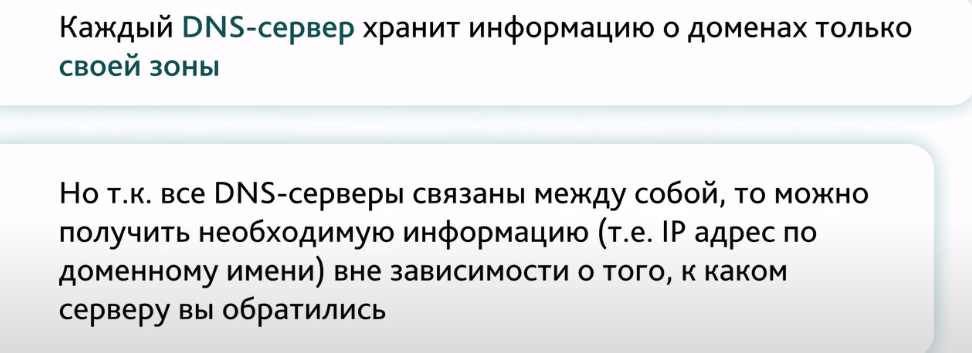 Каждый DNS-сервер хранит информацию о доменах только
своей зоны
Но т.к. все DNS-серверы связаны между собой, то можно
получить необходимую информацию (т.е. IP адрес по
доменному имени) вне зависимости о того, к каком
серверу вы обратились